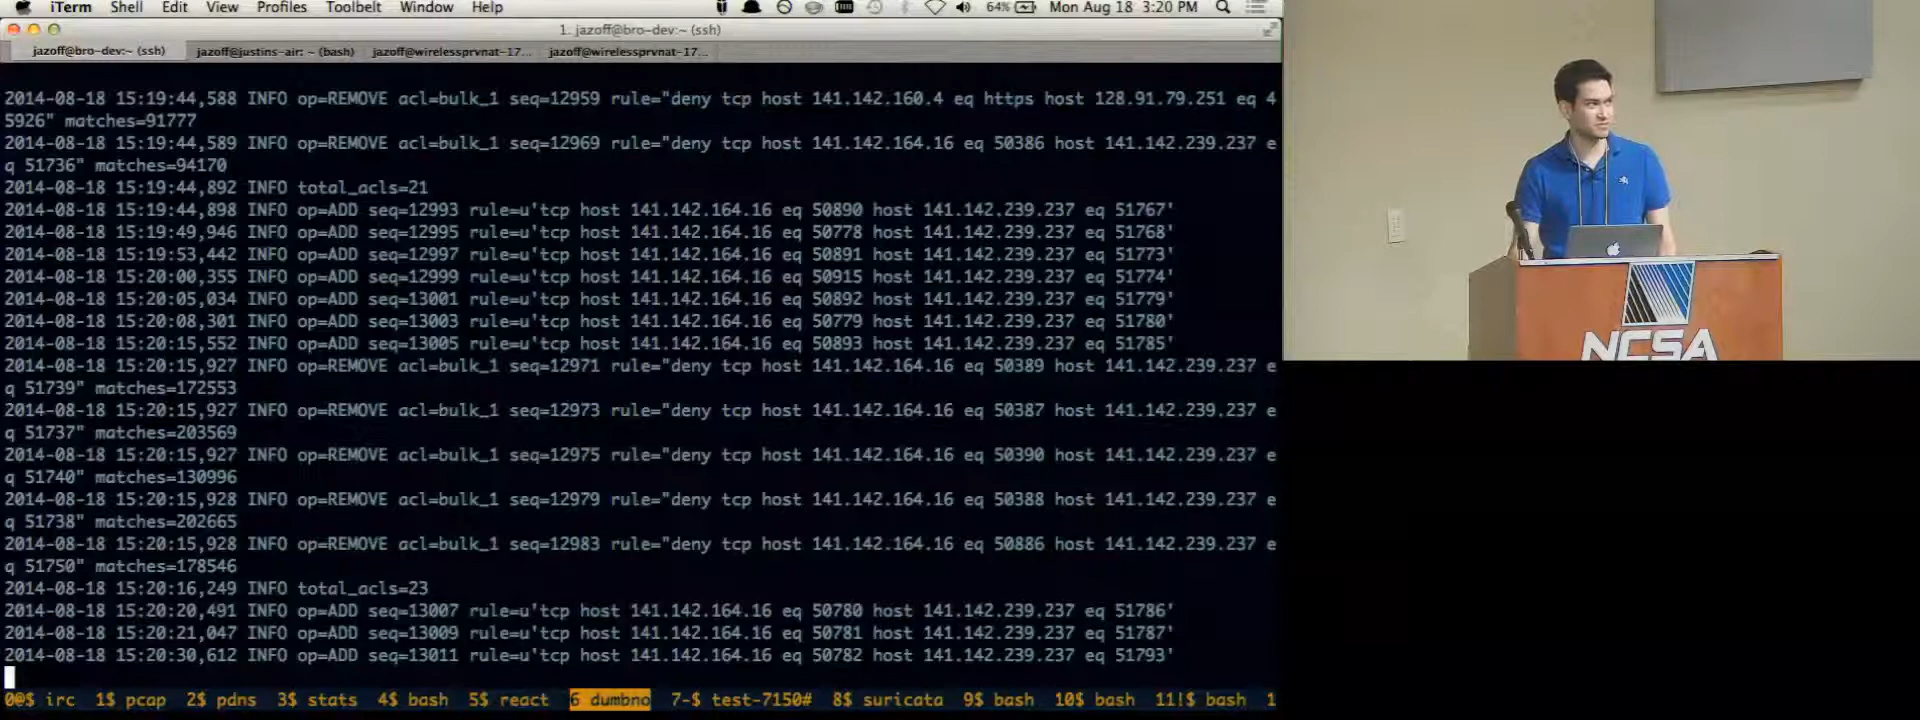 iTerm Shell Edit View Profiles Toolbelt Window Help 64% Mon Aug 18 3:20 PM
1. jazoff@bro-dev:~ (ssh)
jazoff@bro-dev:~ (ssh) jazoff@justins-air: ~ (bash) jazoff@wirelessprvnat-17... jazoff@wirelessprvnat-17...
2014-08-18 15:19:44,588 INFO op=REMOVE acl=bulk_1 seq=12959 rule="deny tcp host 141.142.160.4 eq https host 128.91.79.251 eq 4
5926" matches=91777
2014-08-18 15:19:44,589 INFO op=REMOVE acl=bulk_1 seq=12969 rule="deny tcp host 141.142.164.16 eq 50386 host 141.142.239.237 e
q 51736" matches=94170
2014-08-18 15:19:44,892 INFO total_acls=21
2014-08-18 15:19:44,898 INFO op=ADD seq=12993 rule=u'tcp host 141.142.164.16 eq 50890 host 141.142.239.237 eq 51767'
2014-08-18 15:19:49,946 INFO op=ADD seq=12995 rule=u'tcp host 141.142.164.16 eq 50778 host 141.142.239.237 eq 51768'
2014-08-18 15:19:53,442 INFO op=ADD seq=12997 rule=u'tcp host 141.142.164.16 eq 50891 host 141.142.239.237 eq 51773'
2014-08-18 15:20:00,355 INFO op=ADD seq=12999 rule=u'tcp host 141.142.164.16 eq 50915 host 141.142.239.237 eq 51774'
2014-08-18 15:20:05,034 INFO op=ADD seq=13001 rule=u'tcp host 141.142.164.16 eq 50892 host 141.142.239.237 eq 51779'
2014-08-18 15:20:08,301 INFO op=ADD seq=13003 rule=u'tcp host 141.142.164.16 eq 50779 host 141.142.239.237 eq 51780'
2014-08-18 15:20:15,552 INFO op=ADD seq=13005 rule=u'tcp host 141.142.164.16 eq 50893 host 141.142.239.237 eq 51785'
2014-08-18 15:20:15,927 INFO op=REMOVE acl=bulk_1 seq=12971 rule="deny tcp host 141.142.164.16 eq 50389 host 141.142.239.237 e
q 51739" matches=172553
2014-08-18 15:20:15,927 INFO op=REMOVE acl=bulk_1 seq=12973 rule="deny tcp host 141.142.164.16 eq 50387 host 141.142.239.237 e
q 51737" matches=203569
2014-08-18 15:20:15,927 INFO op=REMOVE acl=bulk_1 seq=12975 rule="deny tcp host 141.142.164.16 eq 50390 host 141.142.239.237 e
q 51740" matches=130996
2014-08-18 15:20:15,928 INFO op=REMOVE acl=bulk_1 seq=12979 rule="deny tcp host 141.142.164.16 eq 50388 host 141.142.239.237 e
q 51738" matches=202665
2014-08-18 15:20:15,928 INFO op=REMOVE acl=bulk_1 seq=12983 rule="deny tcp host 141.142.164.16 eq 50886 host 141.142.239.237 e
q 51750" matches=178546
2014-08-18 15:20:16,249 INFO total_acls=23
2014-08-18 15:20:20,491 INFO op=ADD seq=13007 rule=u'tcp host 141.142.164.16 eq 50780 host 141.142.239.237 eq 51786'
2014-08-18 15:20:21,047 INFO op=ADD seq=13009 rule=u'tcp host 141.142.164.16 eq 50781 host 141.142.239.237 eq 51787'
2014-08-18 15:20:30,612 INFO op=ADD seq=13011 rule=u'tcp host 141.142.164.16 eq 50782 host 141.142.239.237 eq 51793'
0@$ irc 1$ pcap 2$ pdns 3$ stats 4$ bash 5$ react 6 dumbno 7-$ test-7150# 8$ suricata 9$ bash 10$ bash 11!$ bash 1
NCSA